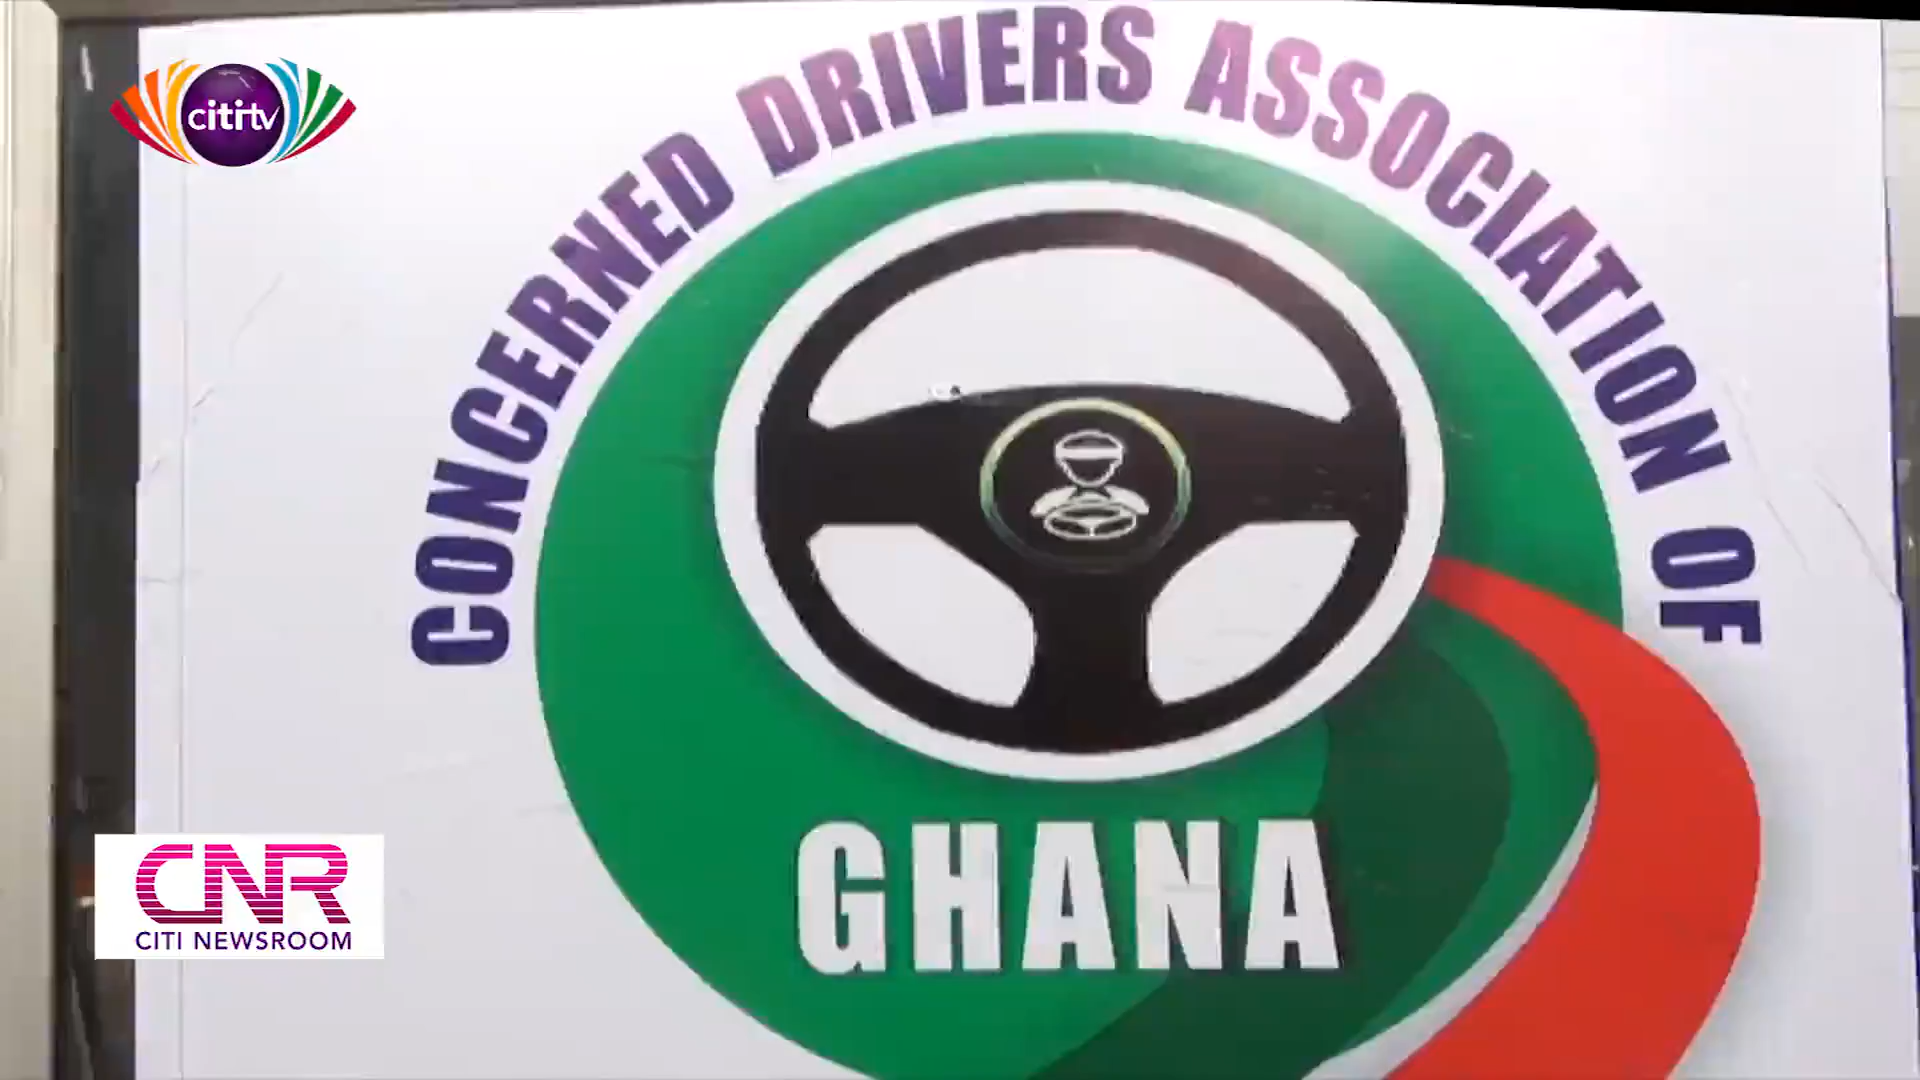 citi tv
CONCERNED DRIVERS ASSOCIATION OF
GHANA
CNR
CITI NEWSROOM